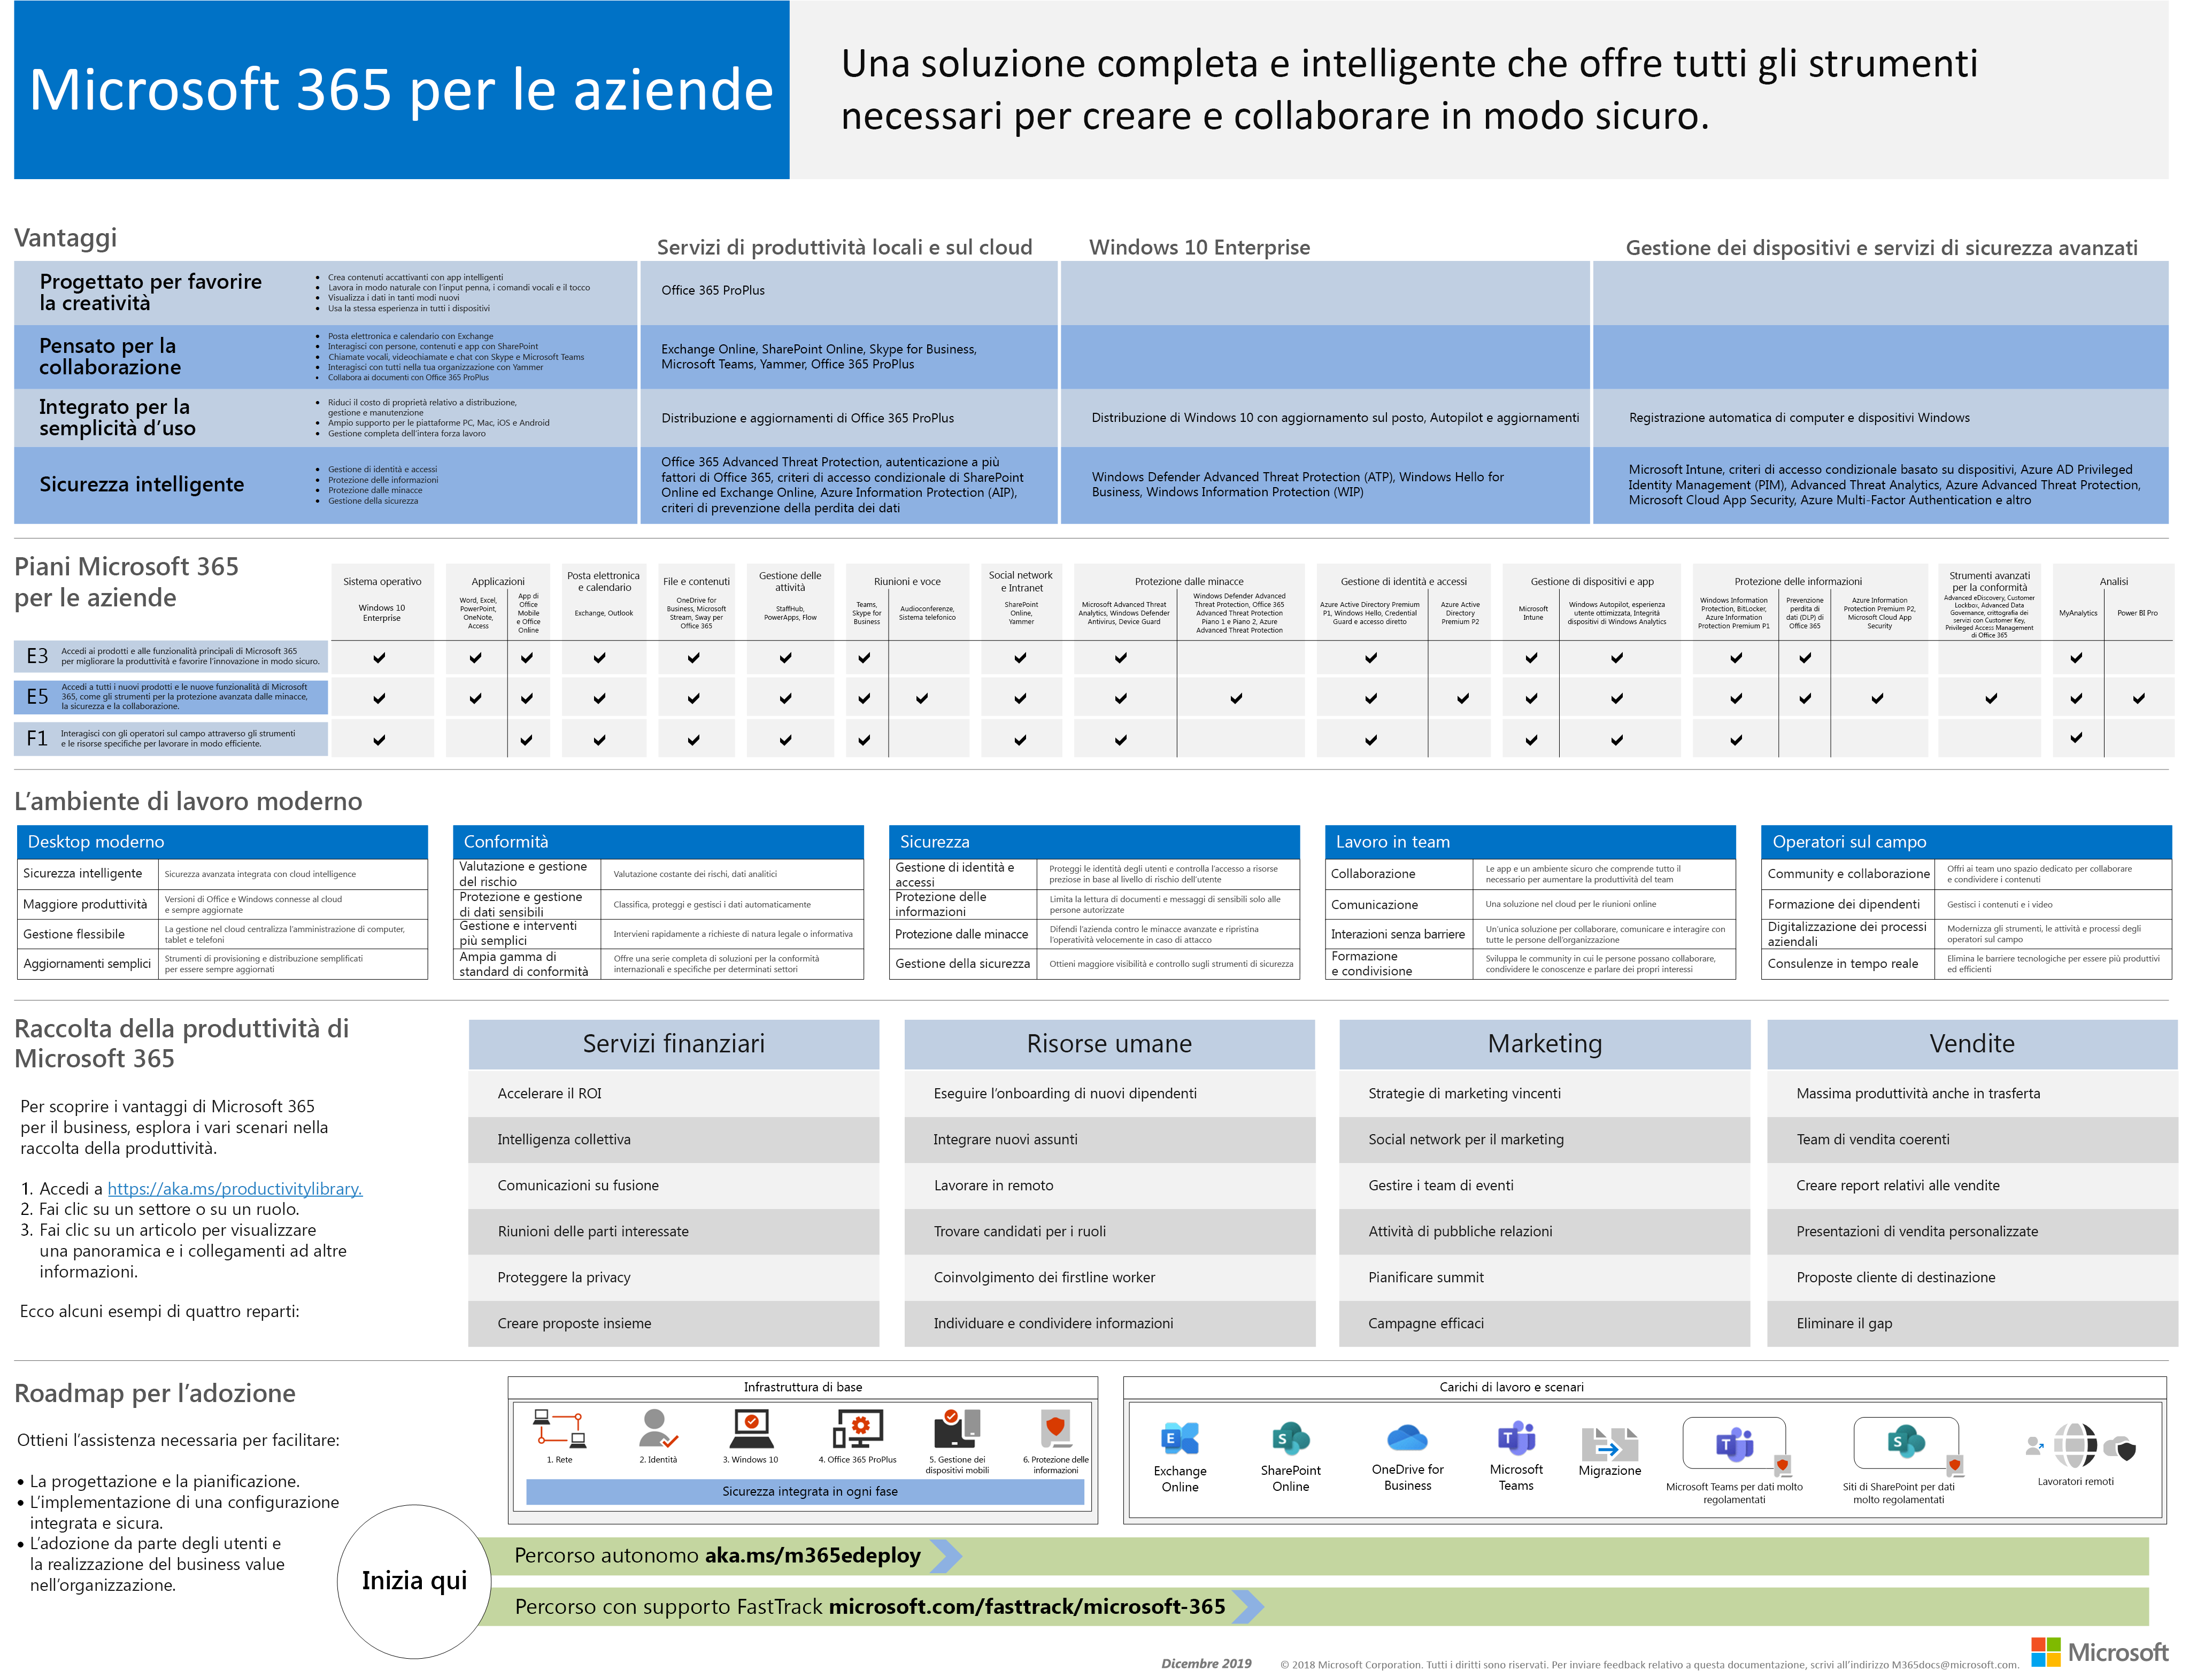 Microsoft 365 per le aziende
Una soluzione completa e intelligente che offre tutti gli strumenti
necessari per creare e collaborare in modo sicuro.
Vantaggi
Servizi di produttività locali e sul cloud
Windows 10 Enterprise
Gestione dei dispositivi e servizi di sicurezza avanzati
Progettato per favorire
la creatività
• Crea contenuti accattivanti con app intelligenti
• Lavora in modo naturale con l'input penna, i comandi vocali e il tocco
• Visualizza i dati in tanti modi nuovi
• Usa la stessa esperienza in tutti i dispositivi
Office 365 ProPlus
Pensato per la
collaborazione
• Posta elettronica e calendario con Exchange
• Interagisci con persone, contenuti e app con SharePoint
• Chiamate vocali, videochiamate e chat con Skype e Microsoft Teams
• Interagisci con tutti nella tua organizzazione con Yammer
• Collabora ai documenti con Office 365 ProPlus
Exchange Online, SharePoint Online, Skype for Business,
Microsoft Teams, Yammer, Office 365 ProPlus
Integrato per la
semplicità d'uso
• Riduci il costo di proprietà relativo a distribuzione,
gestione e manutenzione
• Ampio supporto per le piattaforme PC, Mac, iOS e Android
• Gestione completa dell'intera forza lavoro
Distribuzione e aggiornamenti di Office 365 ProPlus
Distribuzione di Windows 10 con aggiornamento sul posto, Autopilot e aggiornamenti
Registrazione automatica di computer e dispositivi Windows
Sicurezza intelligente
• Gestione di identità e accessi
• Protezione delle informazioni
• Protezione dalle minacce
• Gestione della sicurezza
Office 365 Advanced Threat Protection, autenticazione a più
fattori di Office 365, criteri di accesso condizionale di SharePoint
Online ed Exchange Online, Azure Information Protection (AIP),
criteri di prevenzione della perdita dei dati
Windows Defender Advanced Threat Protection (ATP), Windows Hello for
Business, Windows Information Protection (WIP)
Microsoft Intune, criteri di accesso condizionale basato su dispositivi, Azure AD Privileged
Identity Management (PIM), Advanced Threat Analytics, Azure Advanced Threat Protection,
Microsoft Cloud App Security, Azure Multi-Factor Authentication e altro
Piani Microsoft 365
per le aziende
Sistema operativo
Windows 10
Enterprise
Applicazioni
Word, Excel,
PowerPoint,
OneNote,
Access
App di
Office
Mobile
e Office
Online
Posta elettronica
e calendario
Exchange, Outlook
File e contenuti
OneDrive for
Business, Microsoft
Stream, Sway per
Office 365
Gestione delle
attività
StaffHub,
PowerApps, Flow
Riunioni e voce
Teams,
Skype for
Business
Audioconferenze,
Sistema telefonico
Social network
e Intranet
SharePoint
Online,
Yammer
Protezione dalle minacce
Microsoft Advanced Threat
Analytics, Windows Defender
Antivirus, Device Guard
Windows Defender Advanced
Threat Protection, Office 365
Advanced Threat Protection
Piano 1 e Piano 2, Azure
Advanced Threat Protection
Gestione di identità e accessi
Azure Active Directory Premium
P1, Windows Hello, Credential
Guard e accesso diretto
Azure Active
Directory
Premium P2
Gestione di dispositivi e app
Microsoft
Intune
Windows Autopilot, esperienza
utente ottimizzata, Integrità
dispositivi di Windows Analytics
Protezione delle informazioni
Windows Information
Protection, BitLocker,
Azure Information
Protection Premium P1
Prevenzione
perdita di
dati (DLP) di
Office 365
Azure Information
Protection Premium P2,
Microsoft Cloud App
Security
Strumenti avanzati
per la conformità
Advanced eDiscovery, Customer
Lockbox, Advanced Data
Governance, crittografia dei
servizi con Customer Key,
Privileged Access Management
di Office 365
Analisi
MyAnalytics
Power BI Pro
E3
Accedi ai prodotti e alle funzionalità principali di Microsoft 365
per migliorare la produttività e favorire l'innovazione in modo sicuro.
E5
Accedi a tutti i nuovi prodotti e le nuove funzionalità di Microsoft
365, come gli strumenti per la protezione avanzata dalle minacce,
la sicurezza e la collaborazione.
F1
Interagisci con gli operatori sul campo attraverso gli strumenti
e le risorse specifiche per lavorare in modo efficiente.
L'ambiente di lavoro moderno
Desktop moderno
Sicurezza intelligente
Sicurezza avanzata integrata con cloud intelligence
Maggiore produttività
Versioni di Office e Windows connesse al cloud
e sempre aggiornate
Gestione flessibile
La gestione nel cloud centralizza l'amministrazione di computer,
tablet e telefoni
Aggiornamenti semplici
Strumenti di provisioning e distribuzione semplificati
per essere sempre aggiornati
Conformità
Valutazione e gestione
del rischio
Valutazione costante dei rischi, dati analitici
Protezione e gestione
di dati sensibili
Classifica, proteggi e gestisci i dati automaticamente
Gestione e interventi
più semplici
Intervieni rapidamente a richieste di natura legale o informativa
Ampia gamma di
standard di conformità
Offre una serie completa di soluzioni per la conformità
internazionali e specifiche per determinati settori
Sicurezza
Gestione di identità e
accessi
Proteggi le identità degli utenti e controlla l'accesso a risorse
preziose in base al livello di rischio dell'utente
Protezione delle
informazioni
Limita la lettura di documenti e messaggi di sensibili solo alle
persone autorizzate
Protezione dalle minacce
Difendi l'azienda contro le minacce avanzate e ripristina
l'operatività velocemente in caso di attacco
Gestione della sicurezza
Ottieni maggiore visibilità e controllo sugli strumenti di sicurezza
Lavoro in team
Collaborazione
Le app e un ambiente sicuro che comprende tutto il
necessario per aumentare la produttività del team
Comunicazione
Una soluzione nel cloud per le riunioni online
Interazioni senza barriere
Un'unica soluzione per collaborare, comunicare e interagire con
tutte le persone dell'organizzazione
Formazione
e condivisione
Sviluppa le community in cui le persone possano collaborare,
condividere le conoscenze e parlare dei propri interessi
Operatori sul campo
Community e collaborazione
Offri ai team uno spazio dedicato per collaborare
e condividere i contenuti
Formazione dei dipendenti
Gestisci i contenuti e i video
Digitalizzazione dei processi
aziendali
Modernizza gli strumenti, le attività e processi degli
operatori sul campo
Consulenze in tempo reale
Elimina le barriere tecnologiche per essere più produttivi
ed efficienti
Raccolta della produttività di
Microsoft 365
Per scoprire i vantaggi di Microsoft 365
per il business, esplora i vari scenari nella
raccolta della produttività.
1. Accedi a https://aka.ms/productivitylibrary.
2. Fai clic su un settore o su un ruolo.
3. Fai clic su un articolo per visualizzare
una panoramica e i collegamenti ad altre
informazioni.
Ecco alcuni esempi di quattro reparti:
Servizi finanziari
Accelerare il ROI
Intelligenza collettiva
Comunicazioni su fusione
Riunioni delle parti interessate
Proteggere la privacy
Creare proposte insieme
Risorse umane
Eseguire l'onboarding di nuovi dipendenti
Integrare nuovi assunti
Lavorare in remoto
Trovare candidati per i ruoli
Coinvolgimento dei firstline worker
Individuare e condividere informazioni
Marketing
Strategie di marketing vincenti
Social network per il marketing
Gestire i team di eventi
Attività di pubbliche relazioni
Pianificare summit
Campagne efficaci
Vendite
Massima produttività anche in trasferta
Team di vendita coerenti
Creare report relativi alle vendite
Presentazioni di vendita personalizzate
Proposte cliente di destinazione
Eliminare il gap
Roadmap per l'adozione
Ottieni l'assistenza necessaria per facilitare:
• La progettazione e la pianificazione.
• L'implementazione di una configurazione
integrata e sicura.
• L'adozione da parte degli utenti e
la realizzazione del business value
nell'organizzazione.
Infrastruttura di base
1. Rete
2. Identità
3. Windows 10
4. Office 365 ProPlus
5. Gestione dei
dispositivi mobili
6. Protezione delle
informazioni
Sicurezza integrata in ogni fase
Carichi di lavoro e scenari
Exchange
Online
SharePoint
Online
OneDrive for
Business
Microsoft
Teams
Migrazione
Microsoft Teams per dati molto
regolamentati
Siti di SharePoint per dati
molto regolamentati
Lavoratori remoti
Inizia qui
Percorso autonomo aka.ms/m365edeploy
Percorso con supporto FastTrack microsoft.com/fasttrack/microsoft-365
Dicembre 2019
© 2018 Microsoft Corporation. Tutti i diritti sono riservati. Per inviare feedback relativo a questa documentazione, scrivi all'indirizzo M365docs@microsoft.com.
Microsoft